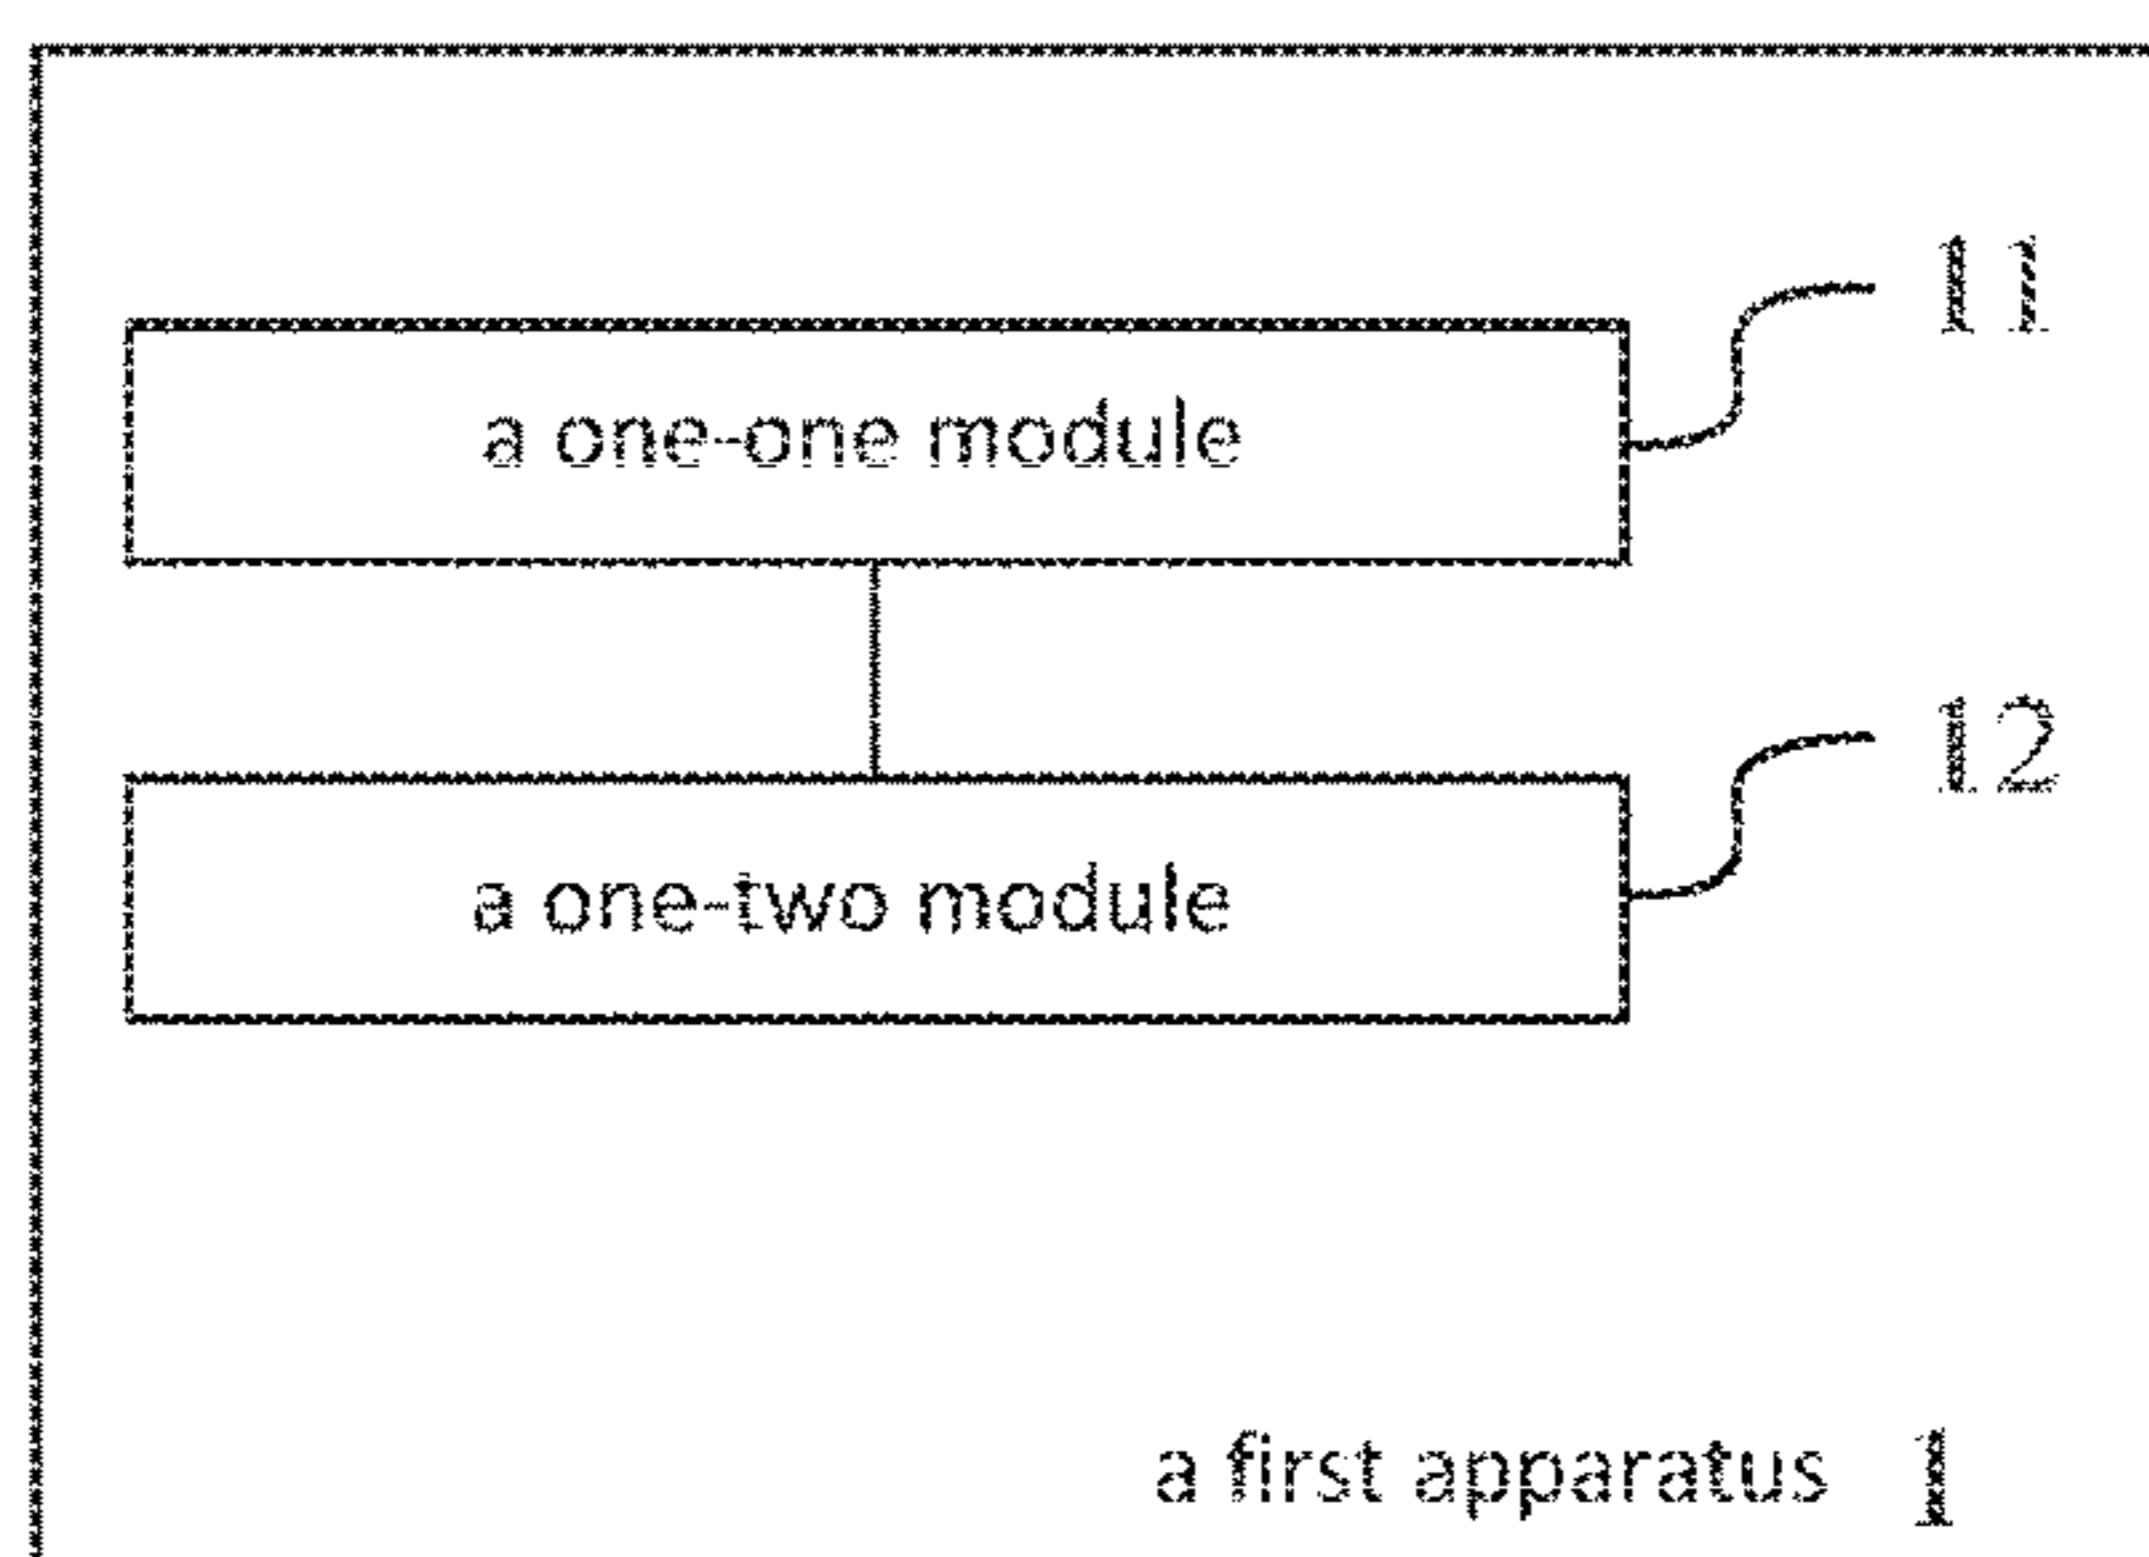 11
a one-one module
12
a one-two module
a first apparatus 1